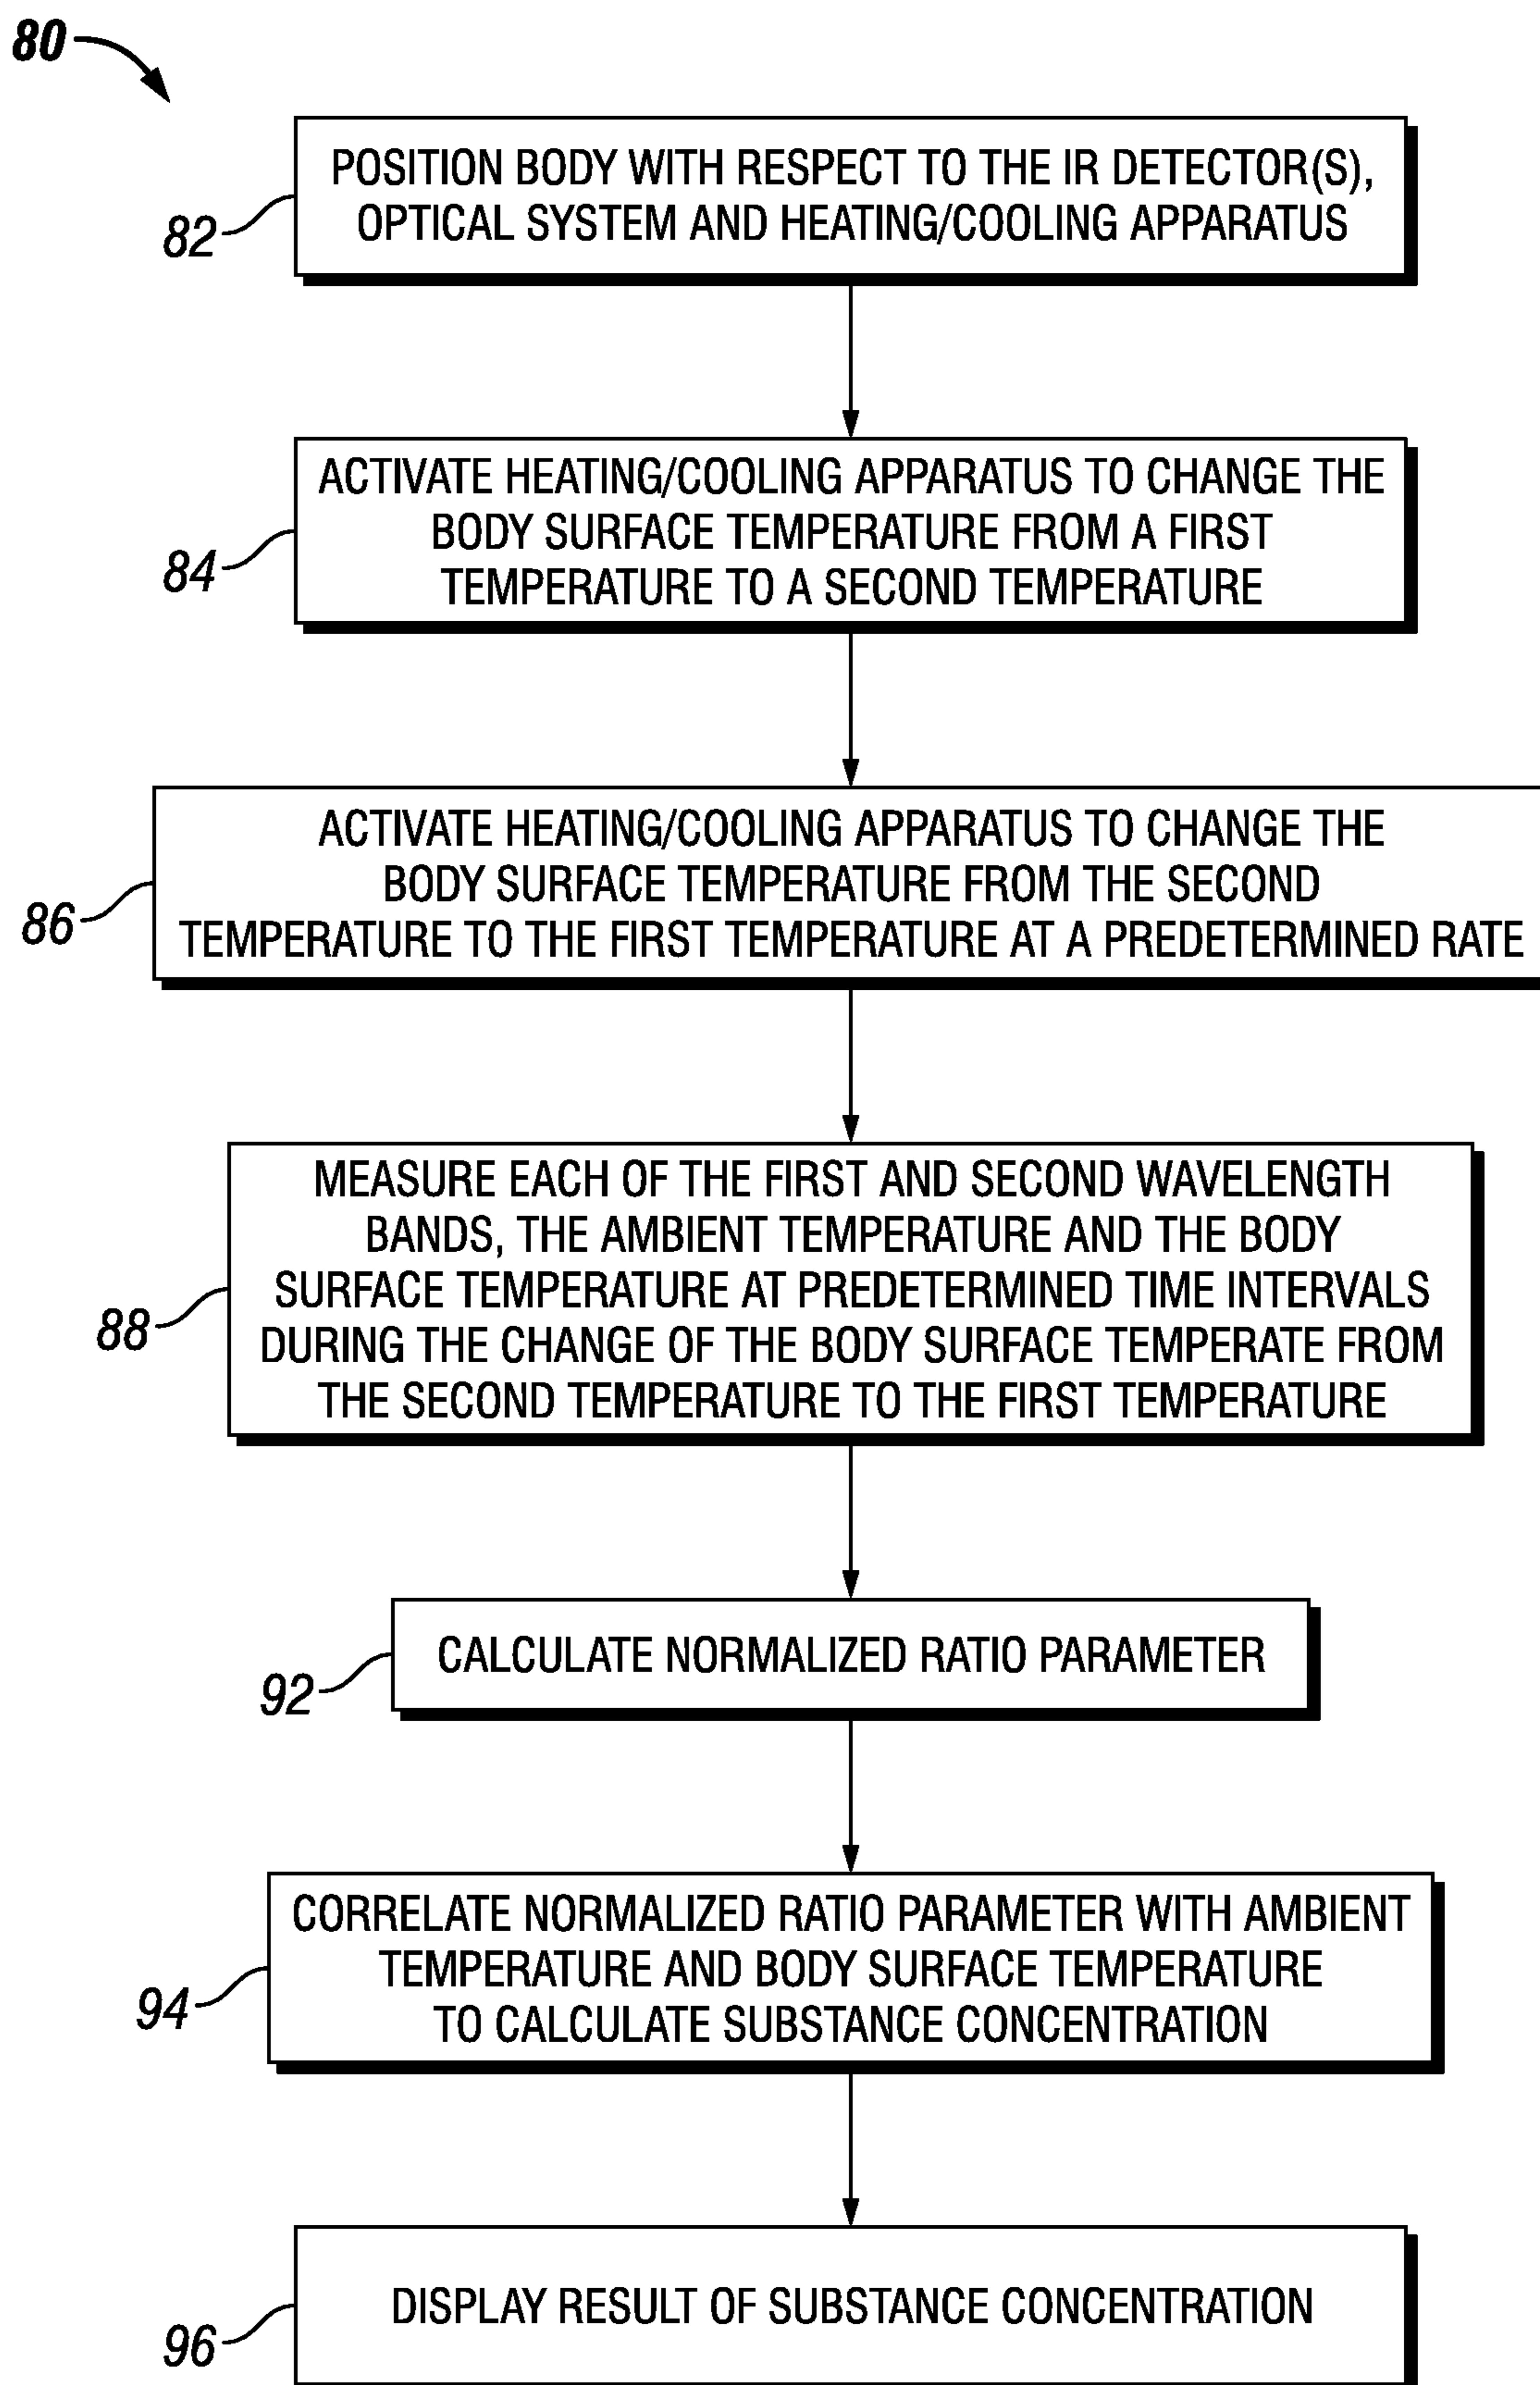 80
POSITION BODY WITH RESPECT TO THE IR DETECTOR(S),
OPTICAL SYSTEM AND HEATING/COOLING APPARATUS
82
ACTIVATE HEATING/COOLING APPARATUS TO CHANGE THE
BODY SURFACE TEMPERATURE FROM A FIRST
TEMPERATURE TO A SECOND TEMPERATURE
84
ACTIVATE HEATING/COOLING APPARATUS TO CHANGE THE
BODY SURFACE TEMPERATURE FROM THE SECOND
TEMPERATURE TO THE FIRST TEMPERATURE AT A PREDETERMINED RATE
86
MEASURE EACH OF THE FIRST AND SECOND WAVELENGTH
BANDS, THE AMBIENT TEMPERATURE AND THE BODY
SURFACE TEMPERATURE AT PREDETERMINED TIME INTERVALS
DURING THE CHANGE OF THE BODY SURFACE TEMPERATE FROM
THE SECOND TEMPERATURE TO THE FIRST TEMPERATURE
88
CALCULATE NORMALIZED RATIO PARAMETER
92
CORRELATE NORMALIZED RATIO PARAMETER WITH AMBIENT
TEMPERATURE AND BODY SURFACE TEMPERATURE
TO CALCULATE SUBSTANCE CONCENTRATION
94
DISPLAY RESULT OF SUBSTANCE CONCENTRATION
96